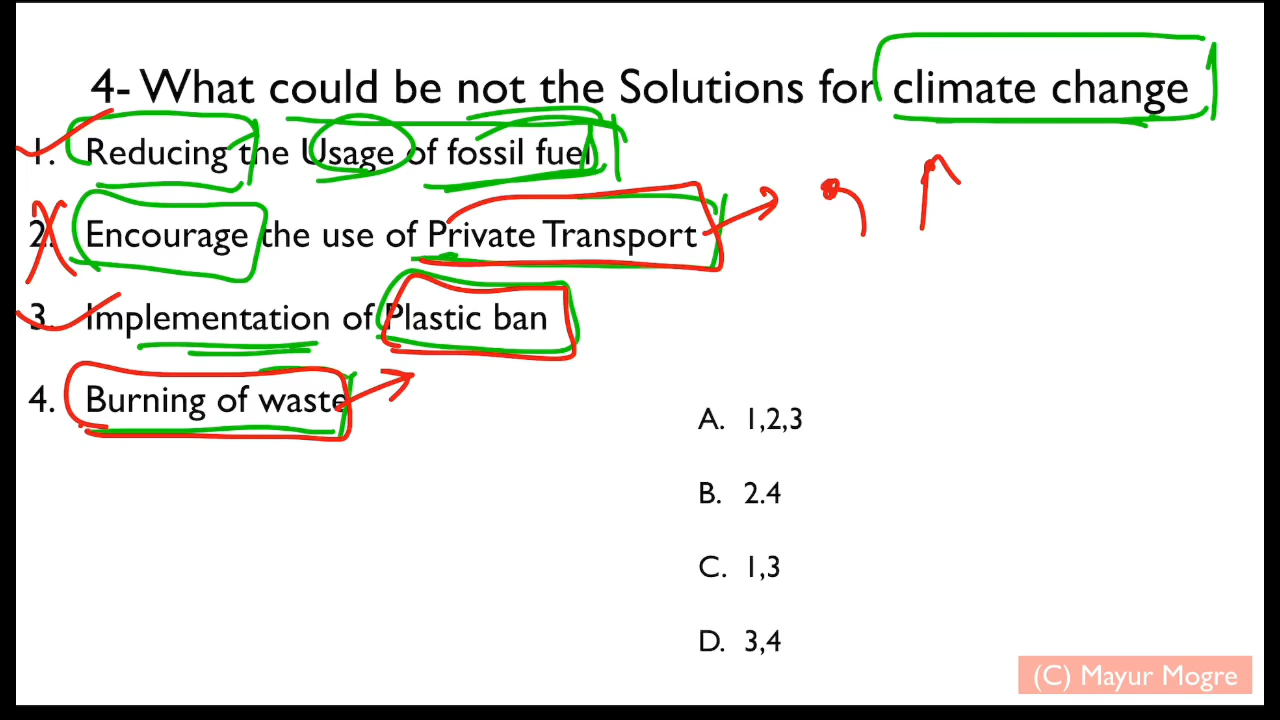 4- What could be not the Solutions for climate change
1. Reducing the Usage of fossil fuel
2. Encourage the use of Private Transport
3. Implementation of Plastic ban
4. Burning of waste
A. 1,2,3
B. 2.4
C. 1,3
D. 3,4
(C) Mayur Mogre